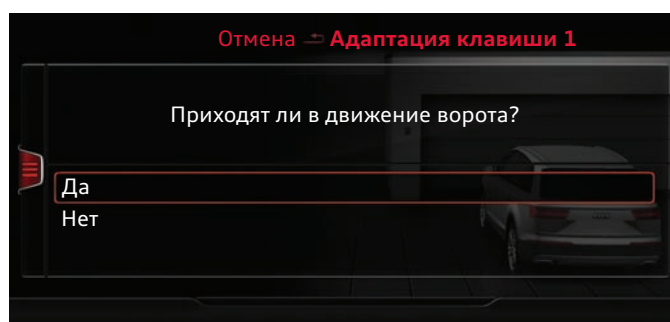 Отмена Адаптация клавиши 1
Приходят ли в движение ворота?
Да
Нет